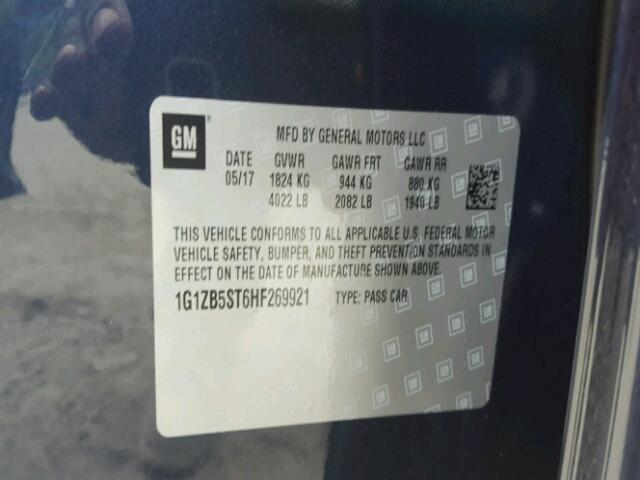 GM
MFD BY GENERAL MOTORS LLC
DATE GVWR GAWR FRT GAWR RR
05/17 1824 KG 944 KG 880 KG
4022 LB 2082 LB 1940 LB
THIS VEHICLE CONFORMS TO ALL APPLICABLE U.S. FEDERAL MOTOR
VEHICLE SAFETY, BUMPER, AND THEFT PREVENTION STANDARDS IN
EFFECT ON THE DATE OF MANUFACTURE SHOWN ABOVE.
1G1ZB5ST6HF269921 TYPE: PASS CAR